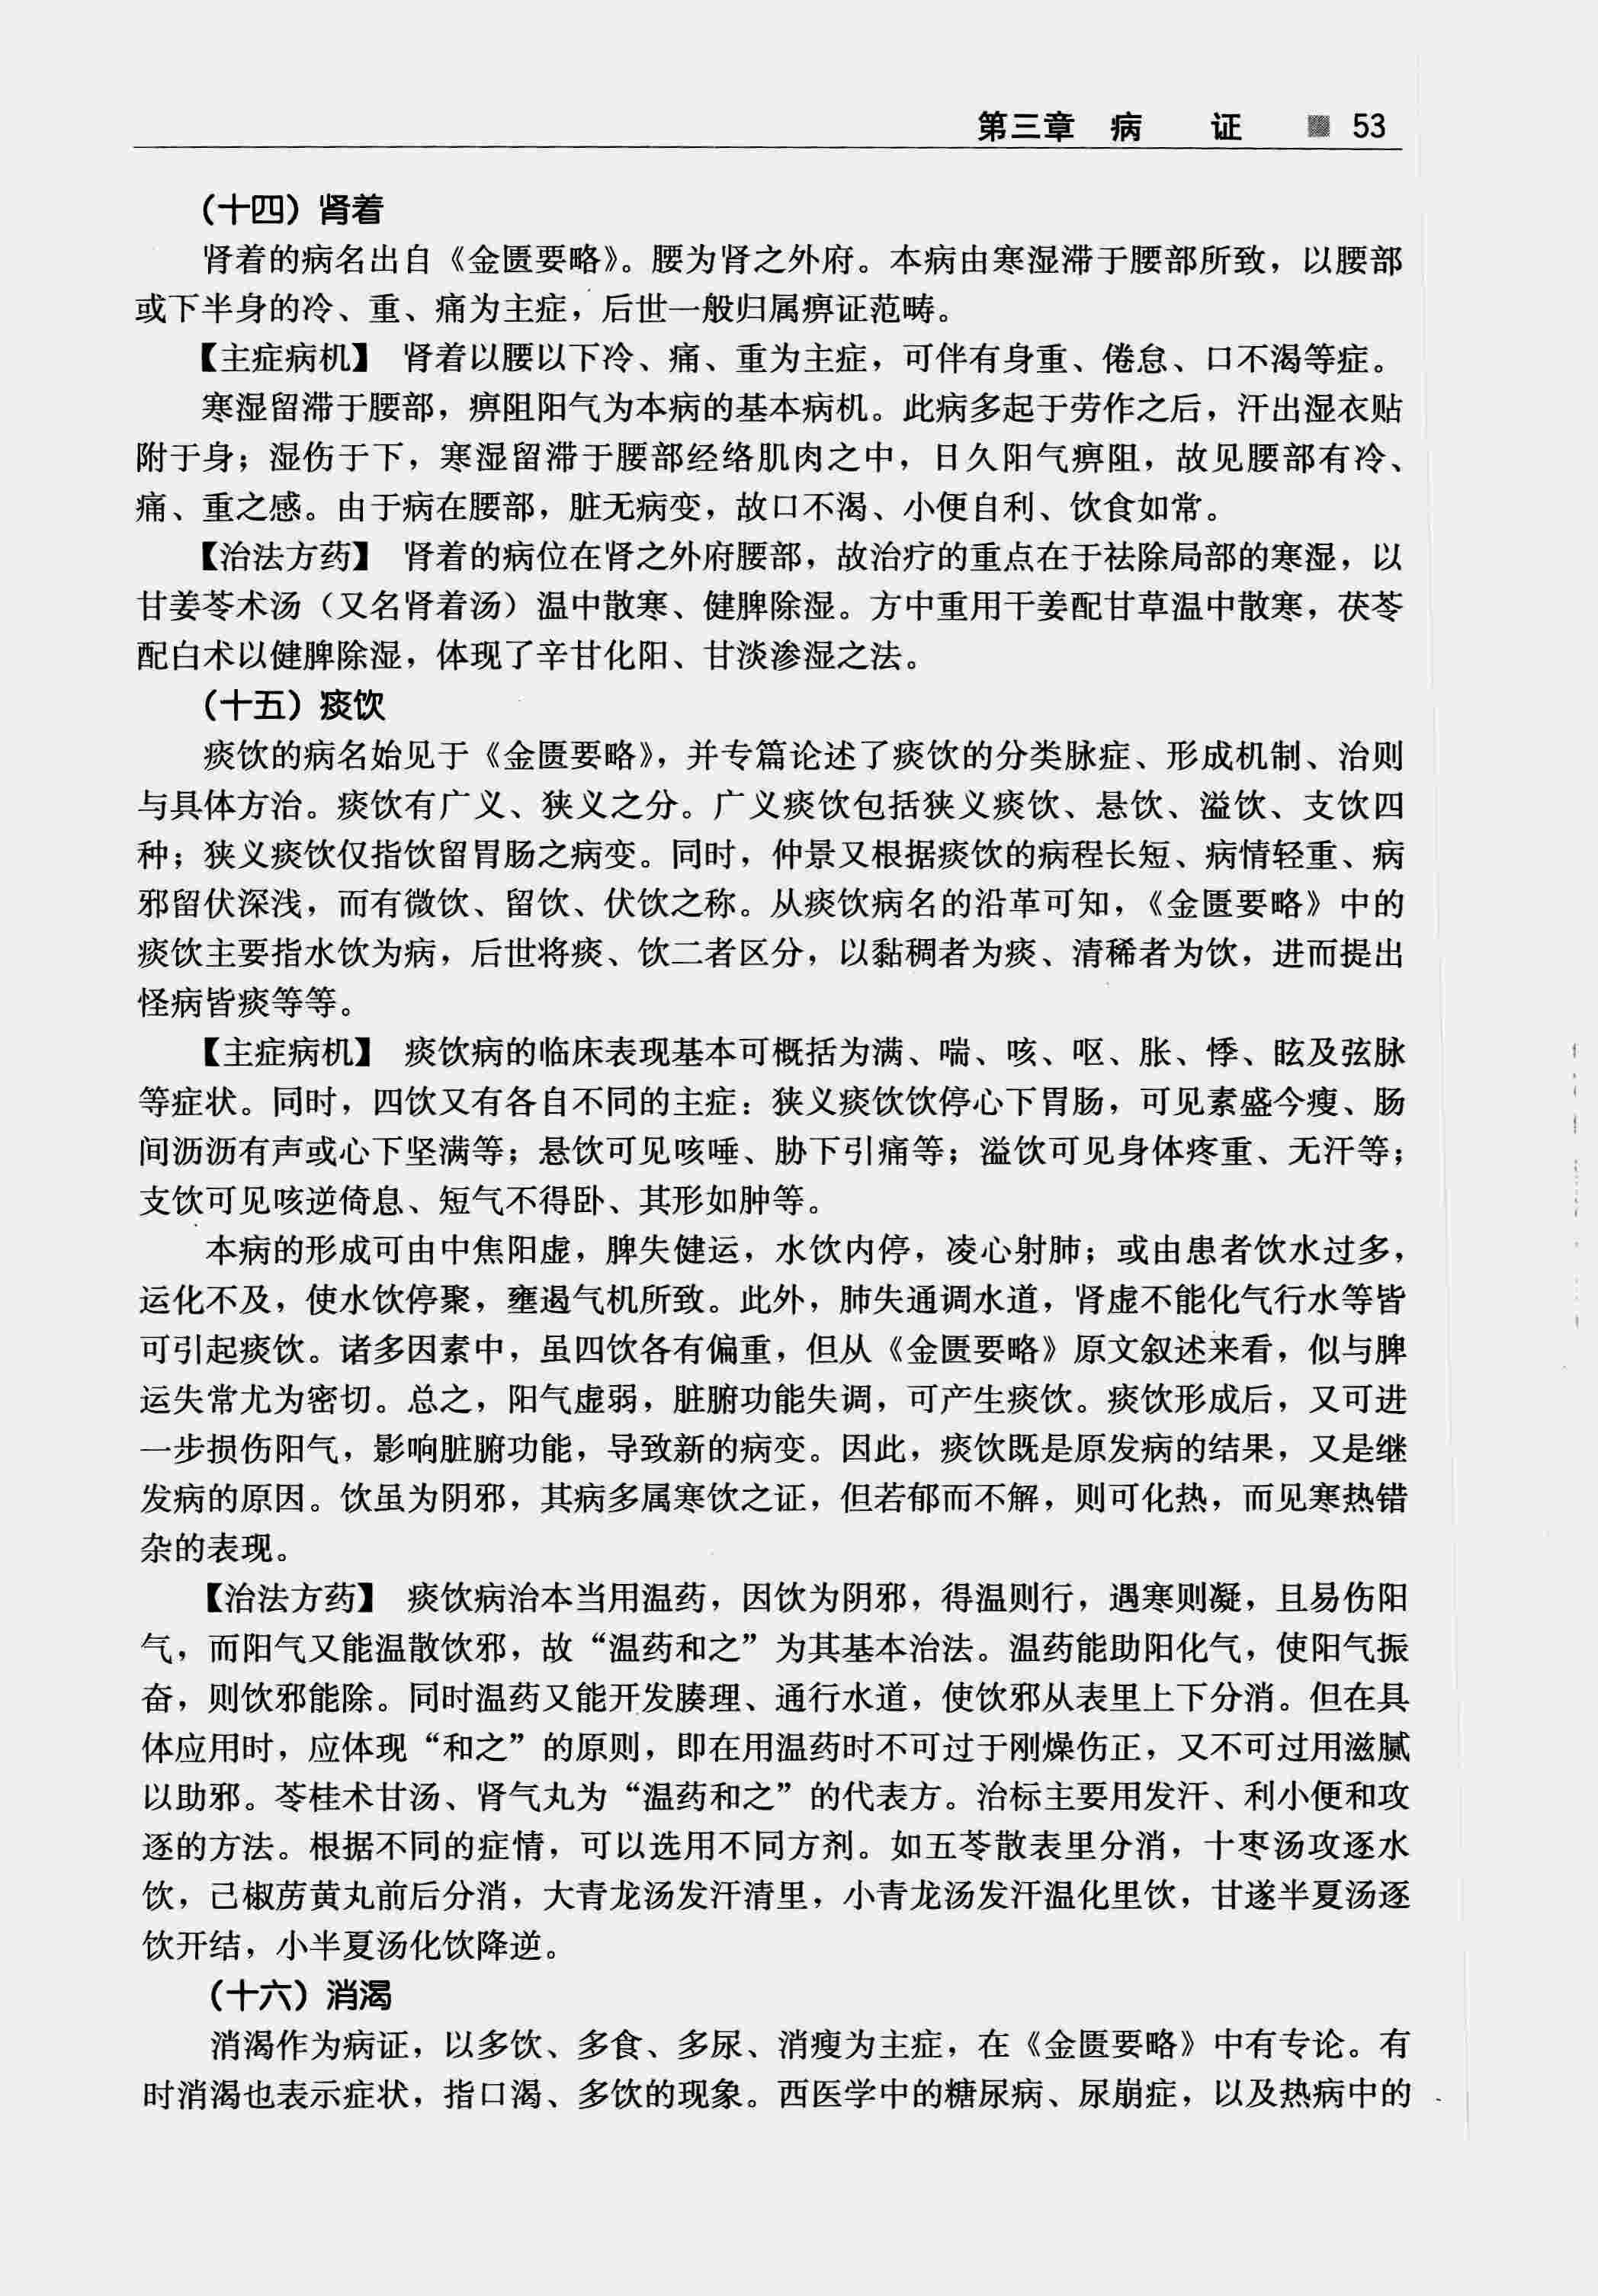 第三章 病 证 ▩ 53
（十四）肾着
肾着的病名出自《金匮要略》。腰为肾之外府。本病由寒湿滞于腰部所致，以腰部
或下半身的冷、重、痛为主症，后世一般归属痹证范畴。
【主症病机】 肾着以腰以下冷、痛、重为主症，可伴有身重、倦怠、口不渴等症。
寒湿留滞于腰部，痹阻阳气为本病的基本病机。此病多起于劳作之后，汗出湿衣贴
附于身；湿伤于下，寒湿留滞于腰部经络肌肉之中，日久阳气痹阻，故见腰部有冷、
痛、重之感。由于病在腰部，脏无病变，故口不渴、小便自利、饮食如常。
【治法方药】 肾着的病位在肾之外府腰部，故治疗的重点在于祛除局部的寒湿，以
甘姜苓术汤（又名肾着汤）温中散寒、健脾除湿。方中重用干姜配甘草温中散寒，茯苓
配白术以健脾除湿，体现了辛甘化阳、甘淡渗湿之法。
（十五）痰饮
痰饮的病名始见于《金匮要略》，并专篇论述了痰饮的分类脉症、形成机制、治则
与具体方治。痰饮有广义、狭义之分。广义痰饮包括狭义痰饮、悬饮、溢饮、支饮四
种；狭义痰饮仅指饮留胃肠之病变。同时，仲景又根据痰饮的病程长短、病情轻重、病
邪留伏深浅，而有微饮、留饮、伏饮之称。从痰饮病名的沿革可知，《金匮要略》中的
痰饮主要指水饮为病，后世将痰、饮二者区分，以黏稠者为痰、清稀者为饮，进而提出
怪病皆痰等等。
【主症病机】 痰饮病的临床表现基本可概括为满、喘、咳、呕、胀、悸、眩及弦脉
等症状。同时，四饮又有各自不同的主症：狭义痰饮饮停心下胃肠，可见素盛今瘦、肠
间沥沥有声或心下坚满等；悬饮可见咳唾、胁下引痛等；溢饮可见身体疼重、无汗等；
支饮可见咳逆倚息、短气不得卧、其形如肿等。
本病的形成可由中焦阳虚，脾失健运，水饮内停，凌心射肺；或由患者饮水过多，
运化不及，使水饮停聚，壅遏气机所致。此外，肺失通调水道，肾虚不能化气行水等皆
可引起痰饮。诸多因素中，虽四饮各有偏重，但从《金匮要略》原文叙述来看，似与脾
运失常尤为密切。总之，阳气虚弱，脏腑功能失调，可产生痰饮。痰饮形成后，又可进
一步损伤阳气，影响脏腑功能，导致新的病变。因此，痰饮既是原发病的结果，又是继
发病的原因。饮虽为阴邪，其病多属寒饮之证，但若郁而不解，则可化热，而见寒热错
杂的表现。
【治法方药】 痰饮病治本当用温药，因饮为阴邪，得温则行，遇寒则凝，且易伤阳
气，而阳气又能温散饮邪，故“温药和之”为其基本治法。温药能助阳化气，使阳气振
奋，则饮邪能除。同时温药又能开发腠理、通行水道，使饮邪从表里上下分消。但在具
体应用时，应体现“和之”的原则，即在用温药时不可过于刚燥伤正，又不可过用滋腻
以助邪。苓桂术甘汤、肾气丸为“温药和之”的代表方。治标主要用发汗、利小便和攻
逐的方法。根据不同的症情，可以选用不同方剂。如五苓散表里分消，十枣汤攻逐水
饮，己椒苈黄丸前后分消，大青龙汤发汗清里，小青龙汤发汗温化里饮，甘遂半夏汤逐
饮开结，小半夏汤化饮降逆。
（十六）消渴
消渴作为病证，以多饮、多食、多尿、消瘦为主症，在《金匮要略》中有专论。有
时消渴也表示症状，指口渴、多饮的现象。西医学中的糖尿病、尿崩症，以及热病中的